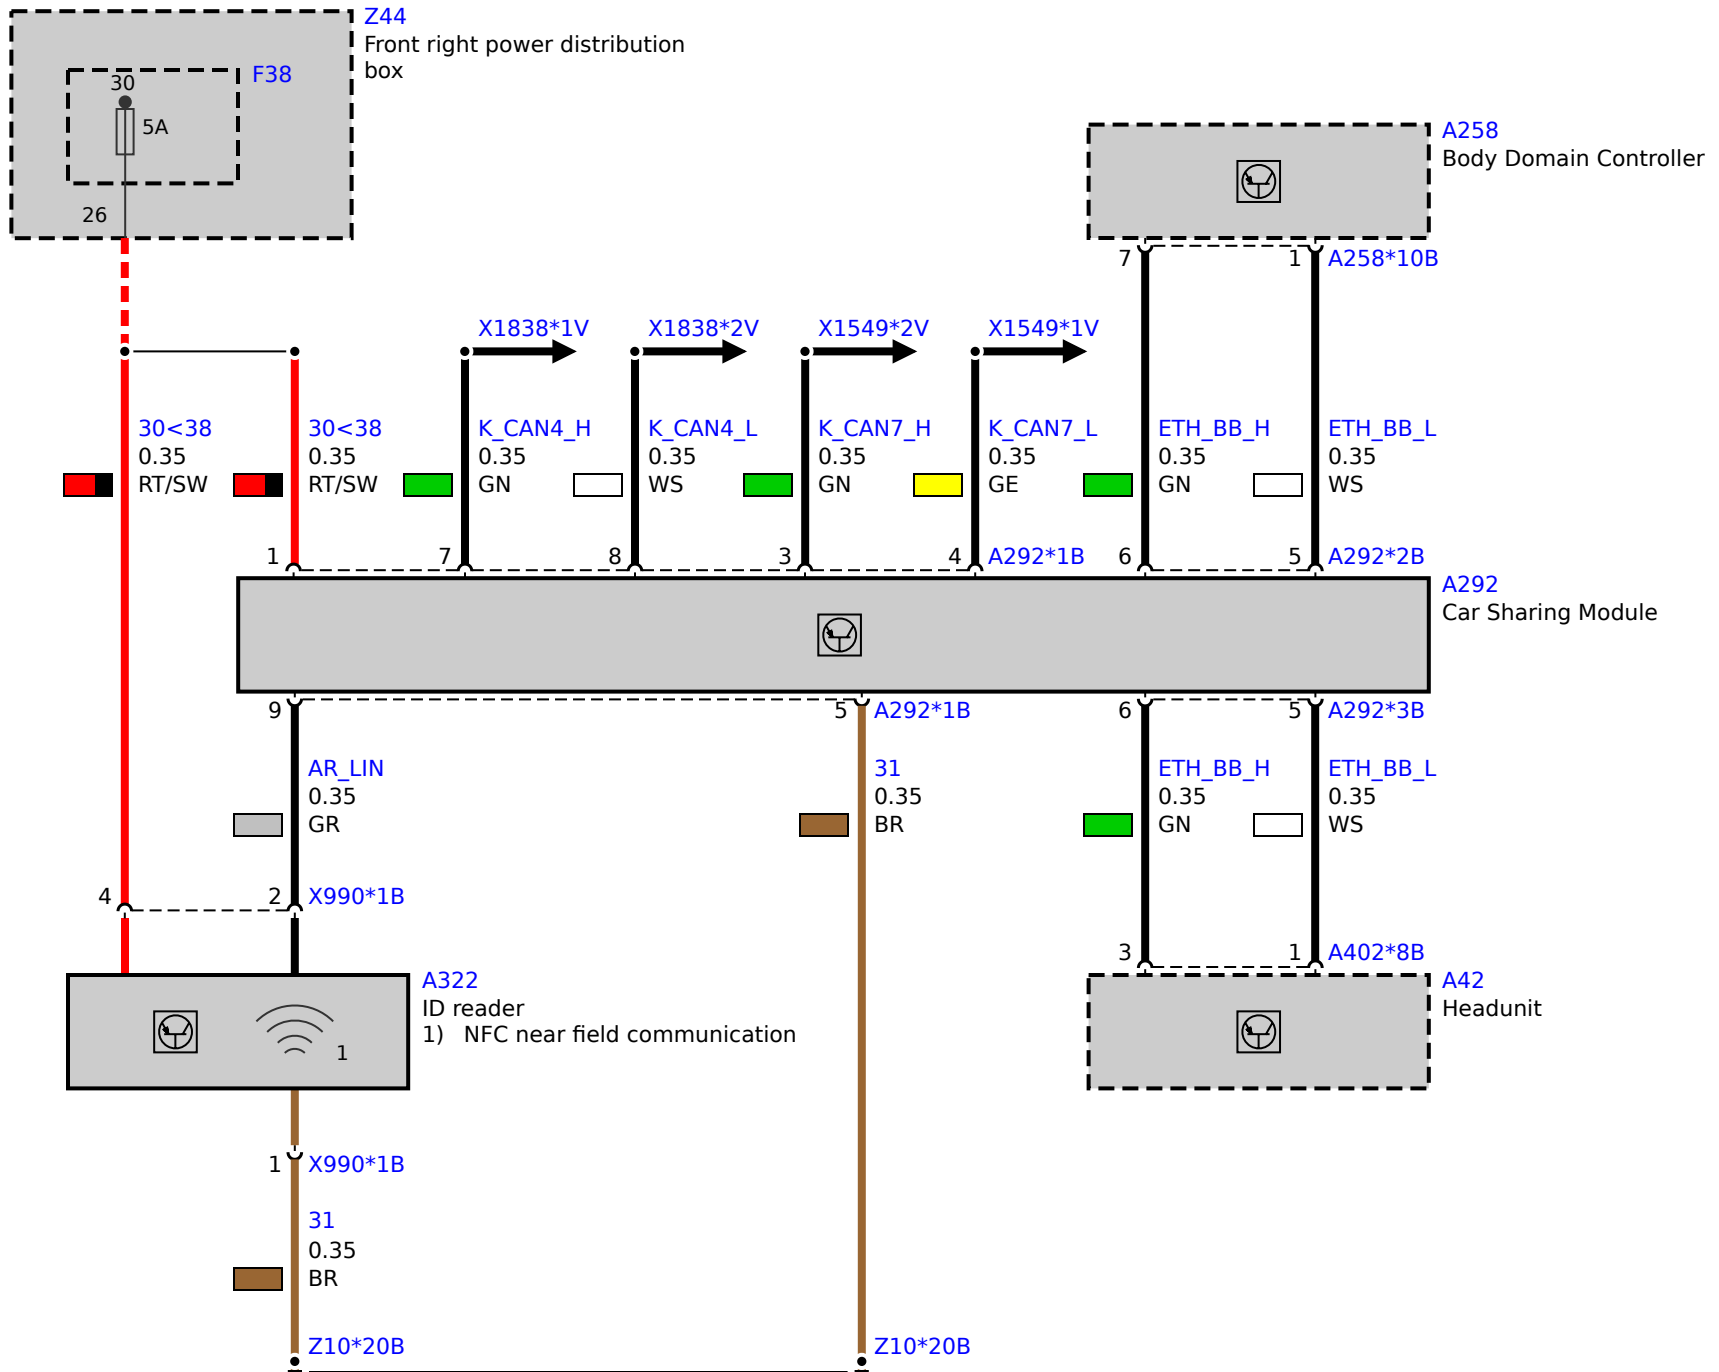 Z44
Front right power distribution
box
F38
30
5A
26
A258
Body Domain Controller
7
1
A258*10B
X1838*1V
X1838*2V
X1549*2V
X1549*1V
30<38
0.35
RT/SW
30<38
0.35
RT/SW
K_CAN4_H
0.35
GN
K_CAN4_L
0.35
WS
K_CAN7_H
0.35
GN
K_CAN7_L
0.35
GE
ETH_BB_H
0.35
GN
ETH_BB_L
0.35
WS
1
7
8
3
4
A292*1B
6
5
A292*2B
A292
Car Sharing Module
9
5
A292*1B
6
5
A292*3B
AR_LIN
0.35
GR
31
0.35
BR
ETH_BB_H
0.35
GN
ETH_BB_L
0.35
WS
4
2
X990*1B
3
1
A402*8B
A322
ID reader
1) NFC near field communication
1
A42
Headunit
1
X990*1B
31
0.35
BR
Z10*20B
Z10*20B